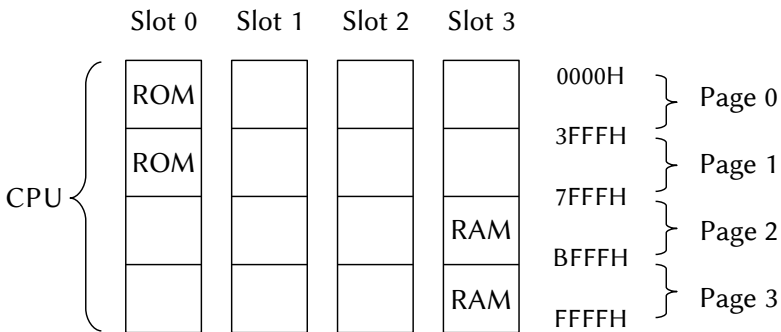 Slot 0 Slot 1 Slot 2 Slot 3
0000H
ROM
Page 0
3FFFH
ROM
Page 1
CPU
7FFFH
RAM
Page 2
BFFFH
RAM
Page 3
FFFFH